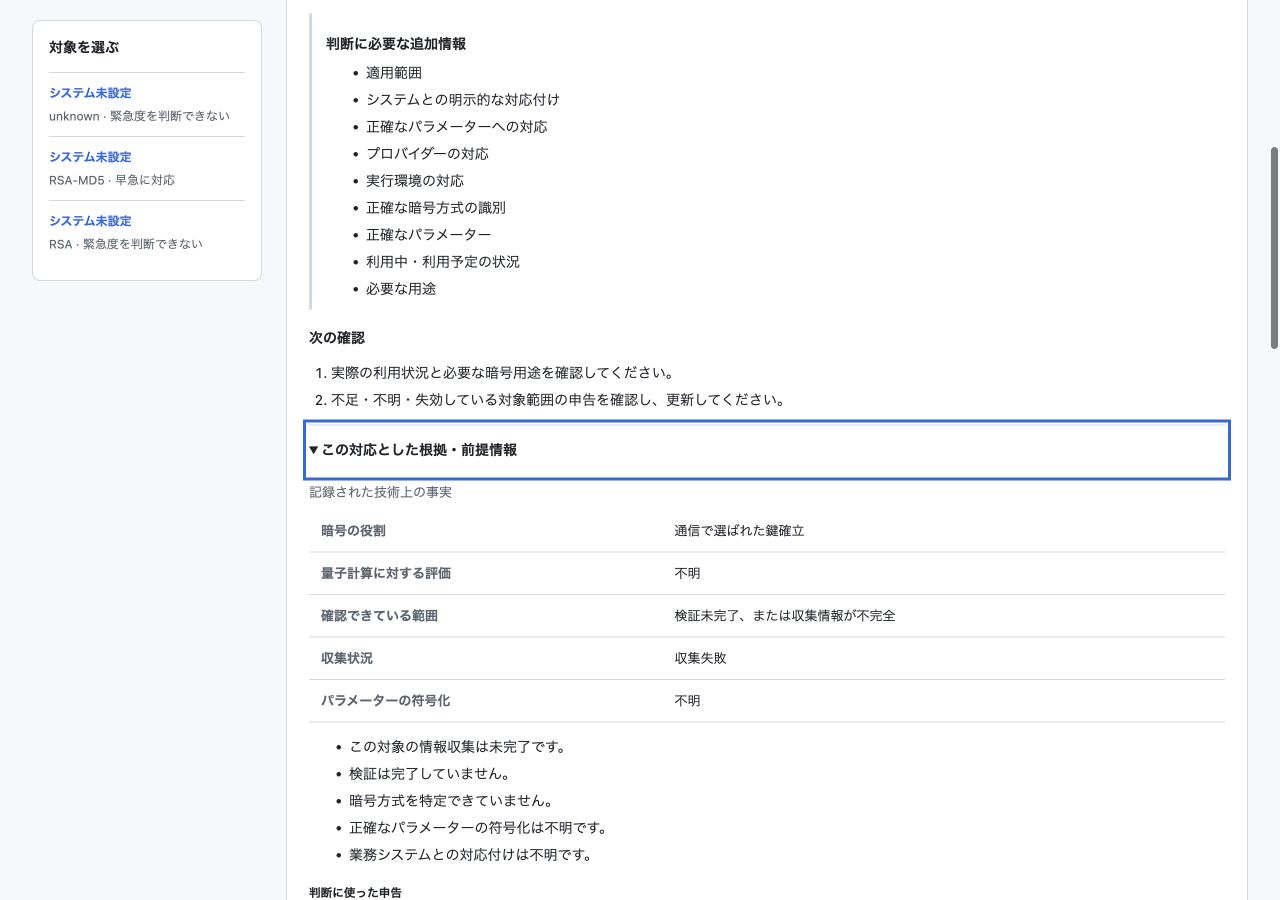 対象を選ぶ
システム未設定
unknown · 緊急度を判断できない
システム未設定
RSA-MD5 · 早急に対応
システム未設定
RSA · 緊急度を判断できない
判断に必要な追加情報
• 適用範囲
• システムとの明示的な対応付け
• 正確なパラメーターへの対応
• プロバイダーの対応
• 実行環境の対応
• 正確な暗号方式の識別
• 正確なパラメーター
• 利用中・利用予定の状況
• 必要な用途
次の確認
1. 実際の利用状況と必要な暗号用途を確認してください。
2. 不足・不明・失効している対象範囲の申告を確認し、更新してください。
▼この対応とした根拠・前提情報
記録された技術上の事実
暗号の役割 通信で選ばれた鍵確立
量子計算に対する評価 不明
確認できている範囲 検証未完了、または収集情報が不完全
収集状況 収集失敗
パラメーターの符号化 不明
• この対象の情報収集は未完了です。
• 検証は完了していません。
• 暗号方式を特定できていません。
• 正確なパラメーターの符号化は不明です。
• 業務システムとの対応付けは不明です。
判断に使った申告